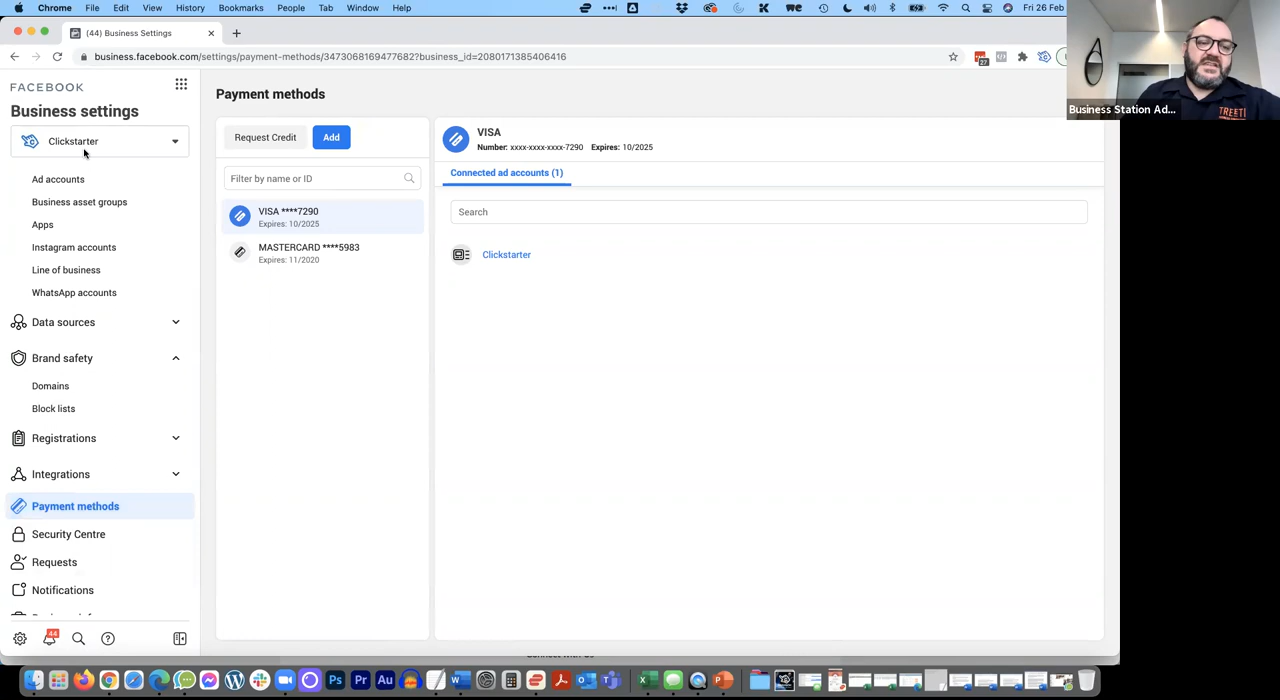 Chrome File Edit View History Bookmarks People Tab Window Help
Fri 26 Feb
(44) Business Settings
business.facebook.com/settings/payment-methods/3473068169477682?business_id=2080171385406416
27
FACEBOOK
Business settings
Clickstarter
Ad accounts
Business asset groups
Apps
Instagram accounts
Line of business
WhatsApp accounts
Data sources
Brand safety
Domains
Block lists
Registrations
Integrations
Payment methods
Security Centre
Requests
Notifications
44
Payment methods
Request Credit
Add
Filter by name or ID
VISA ****7290
Expires: 10/2025
MASTERCARD ****5983
Expires: 11/2020
VISA
Number: xxxx-xxxx-xxxx-7290 Expires: 10/2025
Connected ad accounts (1)
Search
Clickstarter
Business Station Ad...
TREETI